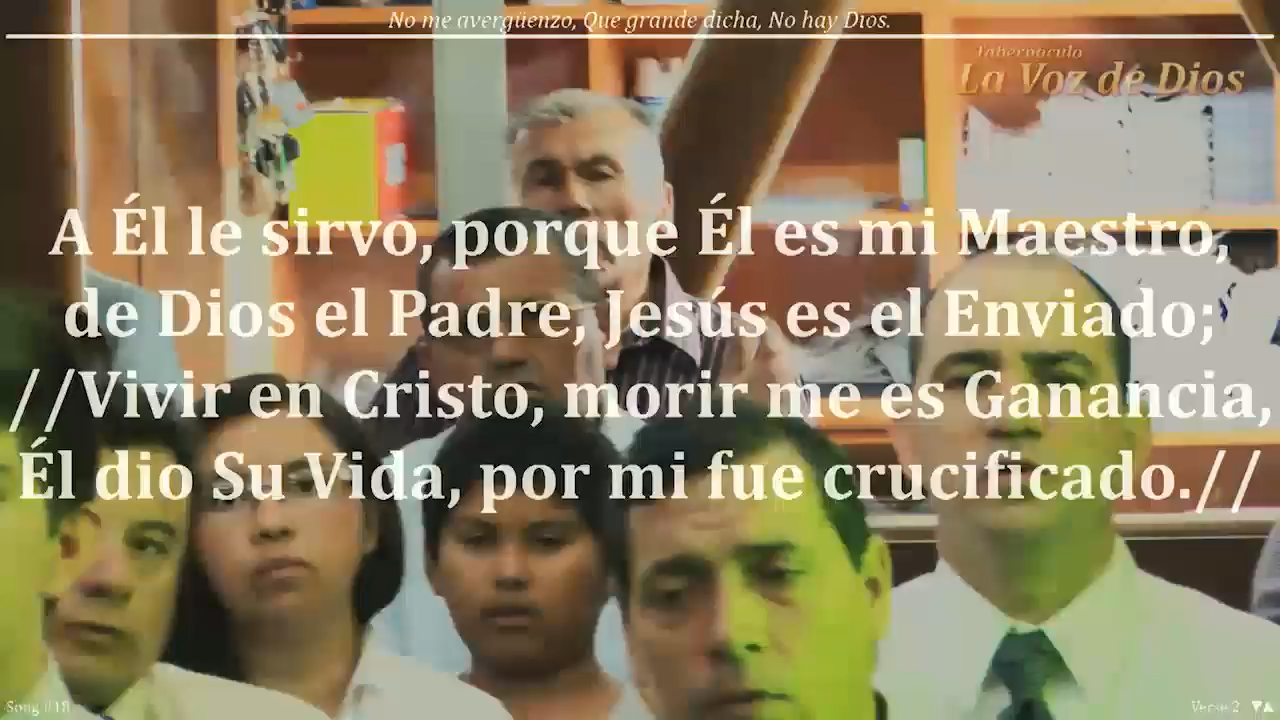 No me avergüenzo, Que grande dicha, No hay Dios.
Tabernáculo
La Voz de Dios
A Él le sirvo, porque Él es mi Maestro,
de Dios el Padre, Jesús es el Enviado;
//Vivir en Cristo, morir me es Ganancia,
Él dio Su Vida, por mi fue crucificado.//
Song #18
Verse 2 ▼▲